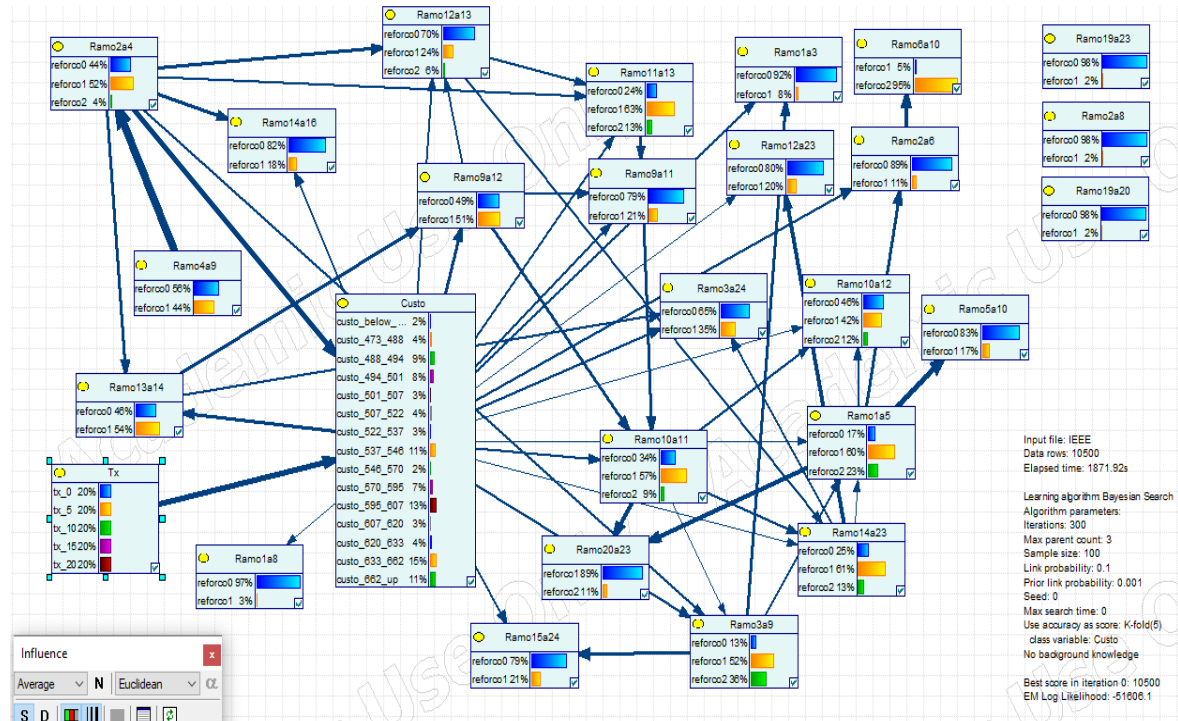 Ramo12a13
reforco0 70%
reforco1 24%
reforco2 6%
Ramo2a4
reforco0 44%
reforco1 52%
reforco2 4%
Ramo1a3
reforco0 92%
reforco1 8%
Ramo6a10
reforco1 5%
reforco2 95%
Ramo19a23
reforco0 98%
reforco1 2%
Ramo11a13
reforco0 24%
reforco1 63%
reforco2 13%
Ramo14a16
reforco0 82%
reforco1 18%
Ramo12a23
reforco0 80%
reforco1 20%
Ramo2a6
reforco0 89%
reforco1 11%
Ramo2a8
reforco0 98%
reforco1 2%
Ramo9a12
reforco0 49%
reforco1 51%
Ramo9a11
reforco0 79%
reforco1 21%
Ramo19a20
reforco0 98%
reforco1 2%
Ramo4a9
reforco0 56%
reforco1 44%
Custo
custo_below_... 2%
custo_473_488 4%
custo_488_494 9%
custo_494_501 8%
custo_501_507 3%
custo_507_522 4%
custo_522_537 3%
custo_537_546 11%
custo_546_570 2%
custo_570_595 7%
custo_595_607 13%
custo_607_620 3%
custo_620_633 4%
custo_633_662 15%
custo_662_up 11%
Ramo3a24
reforco0 65%
reforco1 35%
Ramo10a12
reforco0 46%
reforco1 42%
reforco2 12%
Ramo5a10
reforco0 83%
reforco1 17%
Ramo13a14
reforco0 46%
reforco1 54%
Ramo1a5
reforco0 17%
reforco1 60%
reforco2 23%
Ramo10a11
reforco0 34%
reforco1 57%
reforco2 9%
Tx
tx_0 20%
tx_5 20%
tx_10 20%
tx_15 20%
tx_20 20%
Ramo1a8
reforco0 97%
reforco1 3%
Ramo20a23
reforco1 89%
reforco2 11%
Ramo14a23
reforco0 25%
reforco1 61%
reforco2 13%
Ramo15a24
reforco0 79%
reforco1 21%
Ramo3a9
reforco0 13%
reforco1 52%
reforco2 36%
Input file: IEEE
Data rows: 10500
Elapsed time: 1871.92s
Learning algorithm Bayesian Search
Algorithm parameters:
Iterations: 300
Max parent count: 3
Sample size: 100
Link probability: 0.1
Prior link probability: 0.001
Seed: 0
Max search time: 0
Use accuracy as score: K-fold(5)
class variable: Custo
No background knowledge
Best score in iteration 0: 10500
EM Log Likelihood: -51606.1
Influence x
Average N Euclidean α
S D
Academic Use On
Academic Use